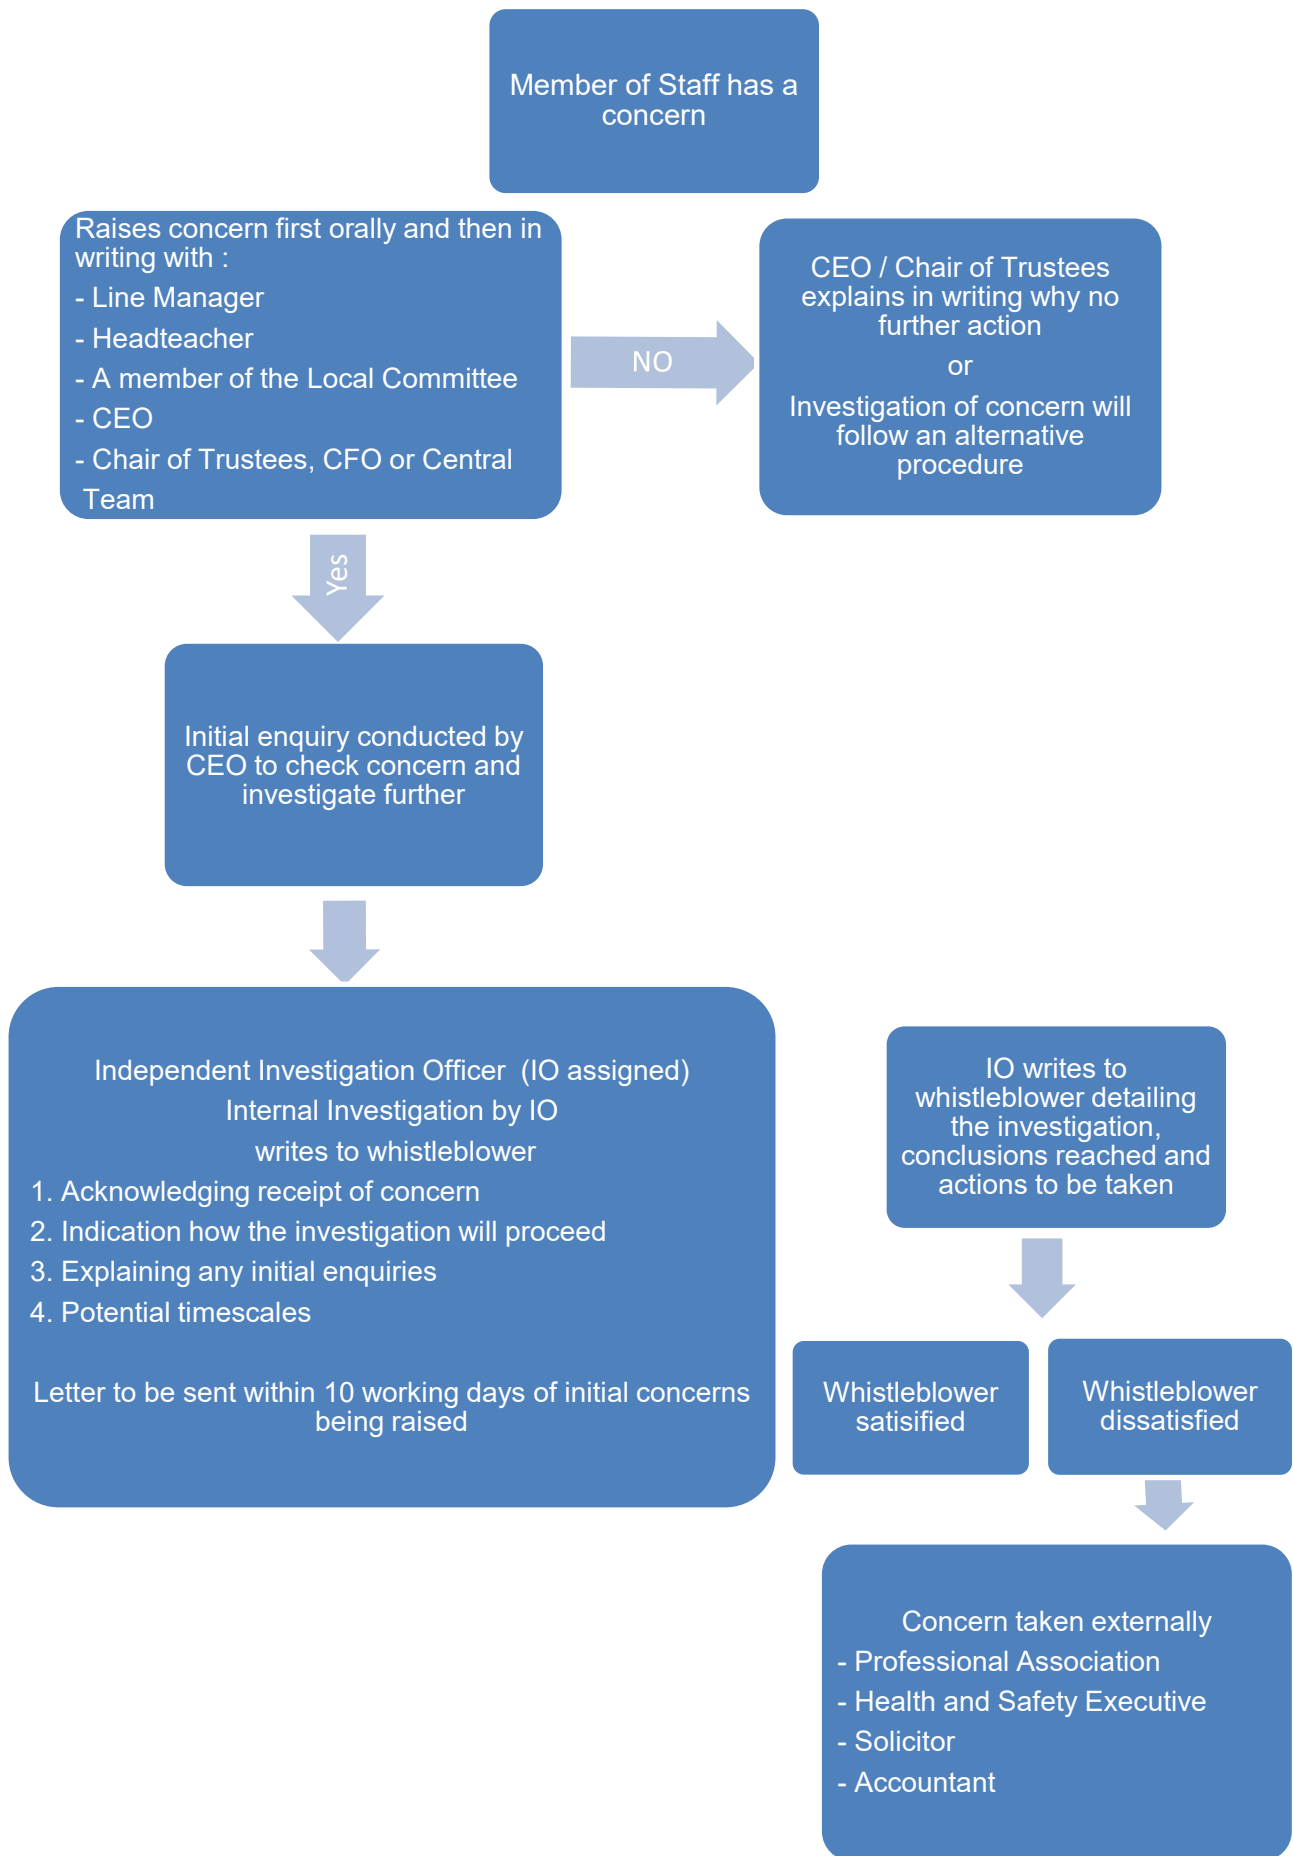 Member of Staff has a
concern
Raises concern first orally and then in
writing with :
- Line Manager
- Headteacher
- A member of the Local Committee
- CEO
- Chair of Trustees, CFO or Central
Team
NO
CEO / Chair of Trustees
explains in writing why no
further action
or
Investigation of concern will
follow an alternative
procedure
Yes
Initial enquiry conducted by
CEO to check concern and
investigate further
Independent Investigation Officer (IO assigned)
Internal Investigation by IO
writes to whistleblower
1. Acknowledging receipt of concern
2. Indication how the investigation will proceed
3. Explaining any initial enquiries
4. Potential timescales
Letter to be sent within 10 working days of initial concerns
being raised
IO writes to
whistleblower detailing
the investigation,
conclusions reached and
actions to be taken
Whistleblower
satisified
Whistleblower
dissatisfied
Concern taken externally
- Professional Association
- Health and Safety Executive
- Solicitor
- Accountant